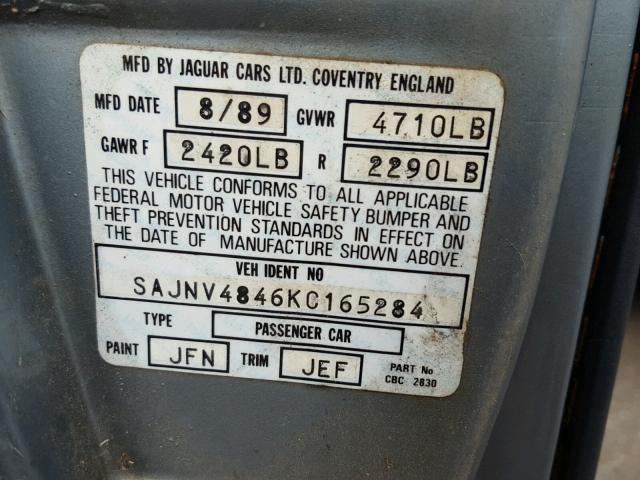 MFD BY JAGUAR CARS LTD. COVENTRY ENGLAND
MFD DATE 8/89 GVWR 4710LB
GAWR F 2420LB R 2290LB
THIS VEHICLE CONFORMS TO ALL APPLICABLE
FEDERAL MOTOR VEHICLE SAFETY BUMPER AND
THEFT PREVENTION STANDARDS IN EFFECT ON
THE DATE OF MANUFACTURE SHOWN ABOVE.
VEH IDENT NO
SAJNV4846KC165284
TYPE PASSENGER CAR
PAINT JFN TRIM JEF PART No
CBC 2830